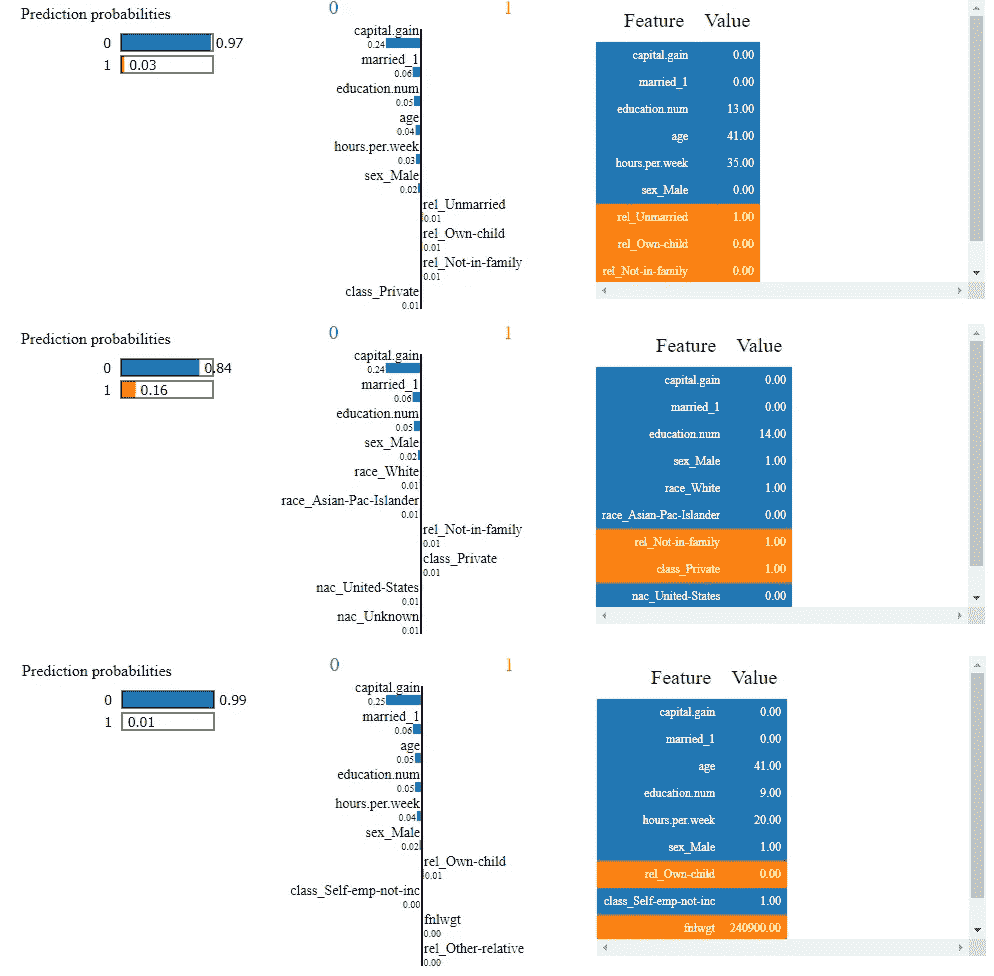 Prediction probabilities
0 0.97
1 0.03
0 1
capital.gain
0.24
married_1
0.06
education.num
0.05
age
0.04
hours.per.week
0.03
sex_Male
0.02
rel_Unmarried
0.01
rel_Own-child
0.01
rel_Not-in-family
0.01
class_Private
0.01
Feature Value
capital.gain 0.00
married_1 0.00
education.num 13.00
age 41.00
hours.per.week 35.00
sex_Male 0.00
rel_Unmarried 1.00
rel_Own-child 0.00
rel_Not-in-family 0.00
Prediction probabilities
0 0.84
1 0.16
0 1
capital.gain
0.24
married_1
0.06
education.num
0.05
sex_Male
0.02
race_White
0.01
race_Asian-Pac-Islander
0.01
rel_Not-in-family
0.01
class_Private
0.01
nac_United-States
0.01
nac_Unknown
0.01
Feature Value
capital.gain 0.00
married_1 0.00
education.num 14.00
sex_Male 1.00
race_White 1.00
race_Asian-Pac-Islander 0.00
rel_Not-in-family 1.00
class_Private 1.00
nac_United-States 0.00
Prediction probabilities
0 0.99
1 0.01
0 1
capital.gain
0.25
married_1
0.06
age
0.05
education.num
0.05
hours.per.week
0.04
sex_Male
0.02
rel_Own-child
0.01
class_Self-emp-not-inc
0.00
fnlwgt
0.00
rel_Other-relative
0.00
Feature Value
capital.gain 0.00
married_1 0.00
age 41.00
education.num 9.00
hours.per.week 20.00
sex_Male 1.00
rel_Own-child 0.00
class_Self-emp-not-inc 1.00
fnlwgt 240900.00